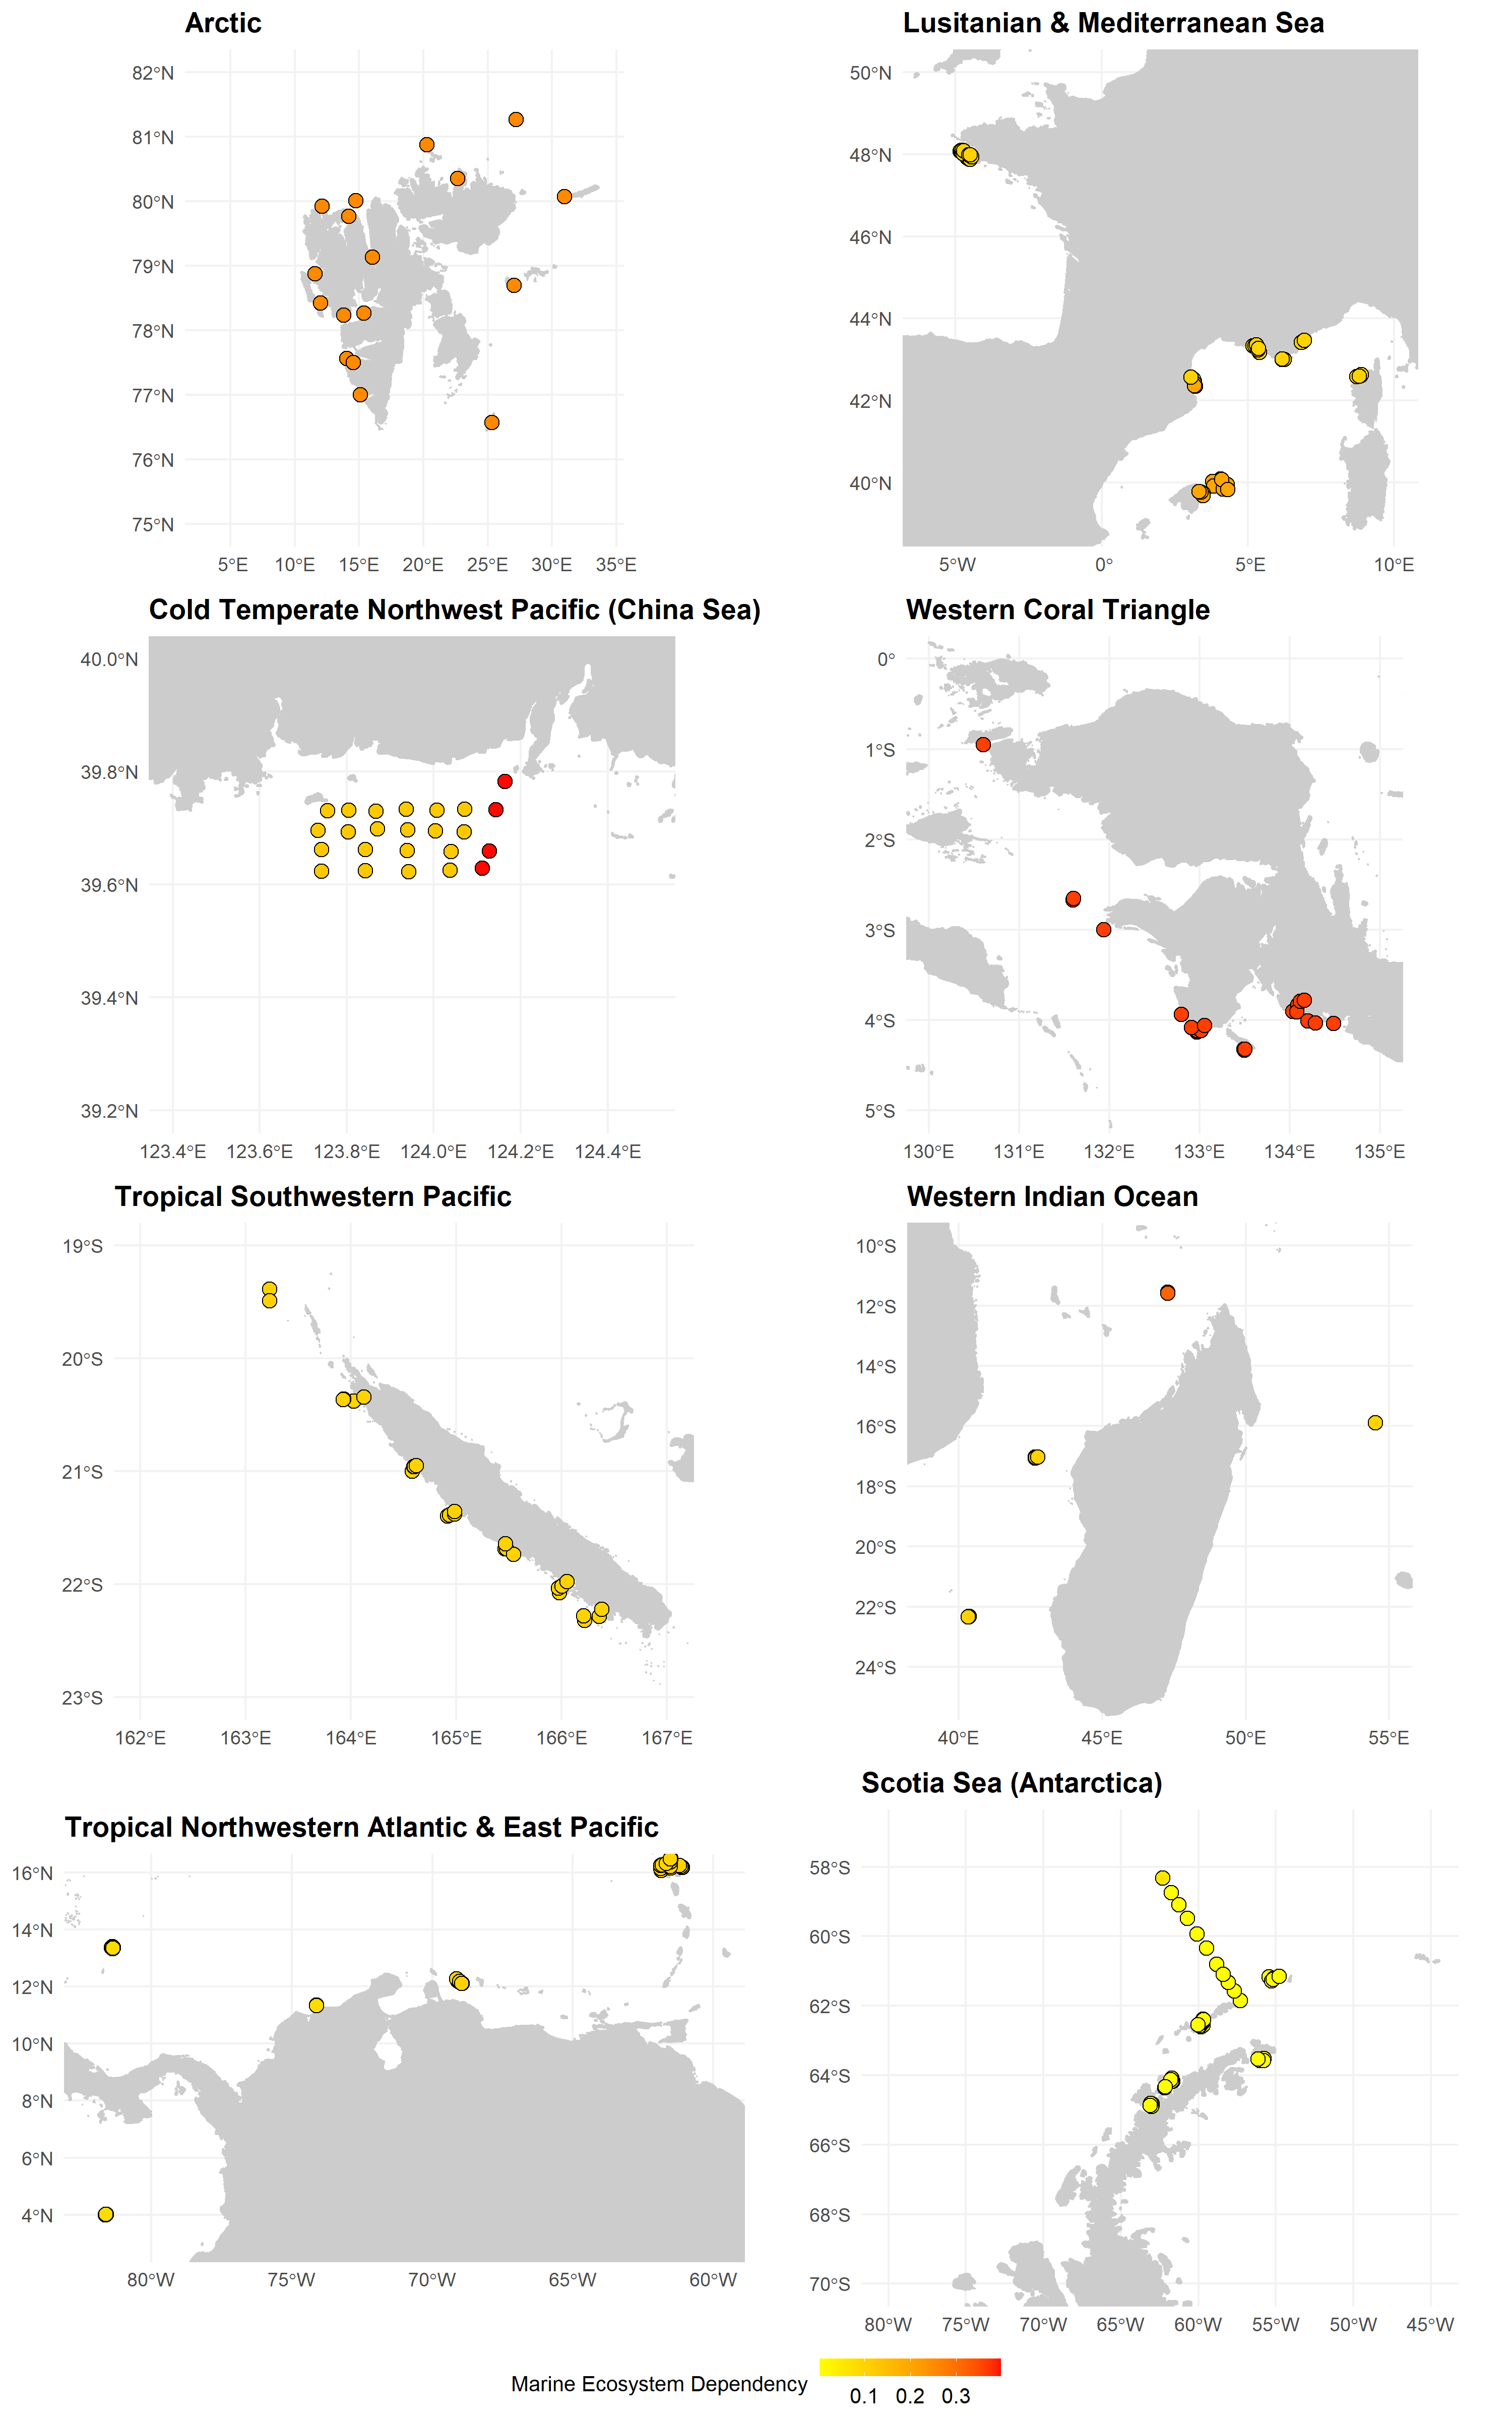 Arctic
82°N
81°N
80°N
79°N
78°N
77°N
76°N
75°N
5°E 10°E 15°E 20°E 25°E 30°E 35°E
Lusitanian & Mediterranean Sea
50°N
48°N
46°N
44°N
42°N
40°N
5°W 0° 5°E 10°E
Cold Temperate Northwest Pacific (China Sea)
40.0°N
39.8°N
39.6°N
39.4°N
39.2°N
123.4°E 123.6°E 123.8°E 124.0°E 124.2°E 124.4°E
Western Coral Triangle
0°
1°S
2°S
3°S
4°S
5°S
130°E 131°E 132°E 133°E 134°E 135°E
Tropical Southwestern Pacific
19°S
20°S
21°S
22°S
23°S
162°E 163°E 164°E 165°E 166°E 167°E
Western Indian Ocean
10°S
12°S
14°S
16°S
18°S
20°S
22°S
24°S
40°E 45°E 50°E 55°E
Tropical Northwestern Atlantic & East Pacific
16°N
14°N
12°N
10°N
8°N
6°N
4°N
80°W 75°W 70°W 65°W 60°W
Scotia Sea (Antarctica)
58°S
60°S
62°S
64°S
66°S
68°S
70°S
80°W 75°W 70°W 65°W 60°W 55°W 50°W 45°W
Marine Ecosystem Dependency
0.1 0.2 0.3